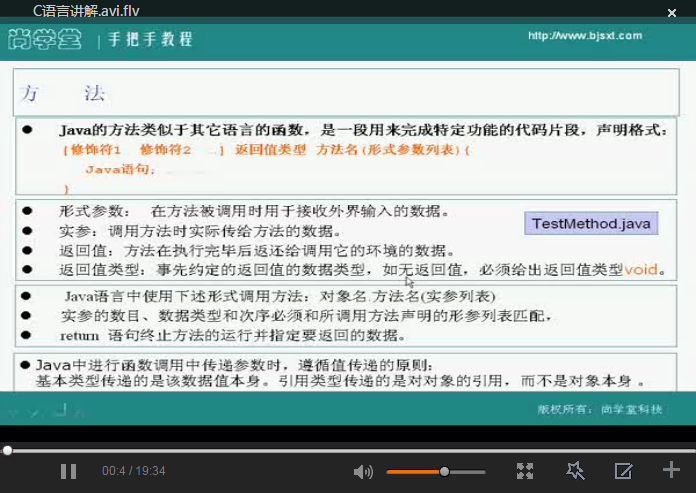 C语言讲解.avi.flv
尚学堂 | 手把手教程
http://www.bjsxt.com
方 法
● Java的方法类似于其它语言的函数，是一段用来完成特定功能的代码片段，声明格式：
[修饰符1 修饰符2 …] 返回值类型 方法名(形式参数列表){
Java语句；
}
● 形式参数： 在方法被调用时用于接收外界输入的数据。
● 实参：调用方法时实际传给方法的数据。
TestMethod.java
● 返回值：方法在执行完毕后返还给调用它的环境的数据。
● 返回值类型：事先约定的返回值的数据类型，如无返回值，必须给出返回值类型void。
● Java语言中使用下述形式调用方法：对象名.方法名(实参列表)
● 实参的数目、数据类型和次序必须和所调用方法声明的形参列表匹配，
● return 语句终止方法的运行并指定要返回的数据。
● Java中进行函数调用中传递参数时，遵循值传递的原则：
基本类型传递的是该数据值本身。引用类型传递的是对对象的引用，而不是对象本身 。
版权所有：尚学堂科技
00:4 / 19:34